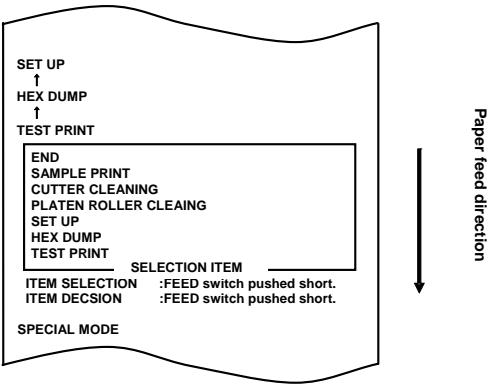 SET UP
↑
HEX DUMP
↑
TEST PRINT
END
SAMPLE PRINT
CUTTER CLEANING
PLATEN ROLLER CLEAING
SET UP
HEX DUMP
TEST PRINT
SELECTION ITEM
ITEM SELECTION :FEED switch pushed short.
ITEM DECSION :FEED switch pushed short.
SPECIAL MODE
Paper feed direction